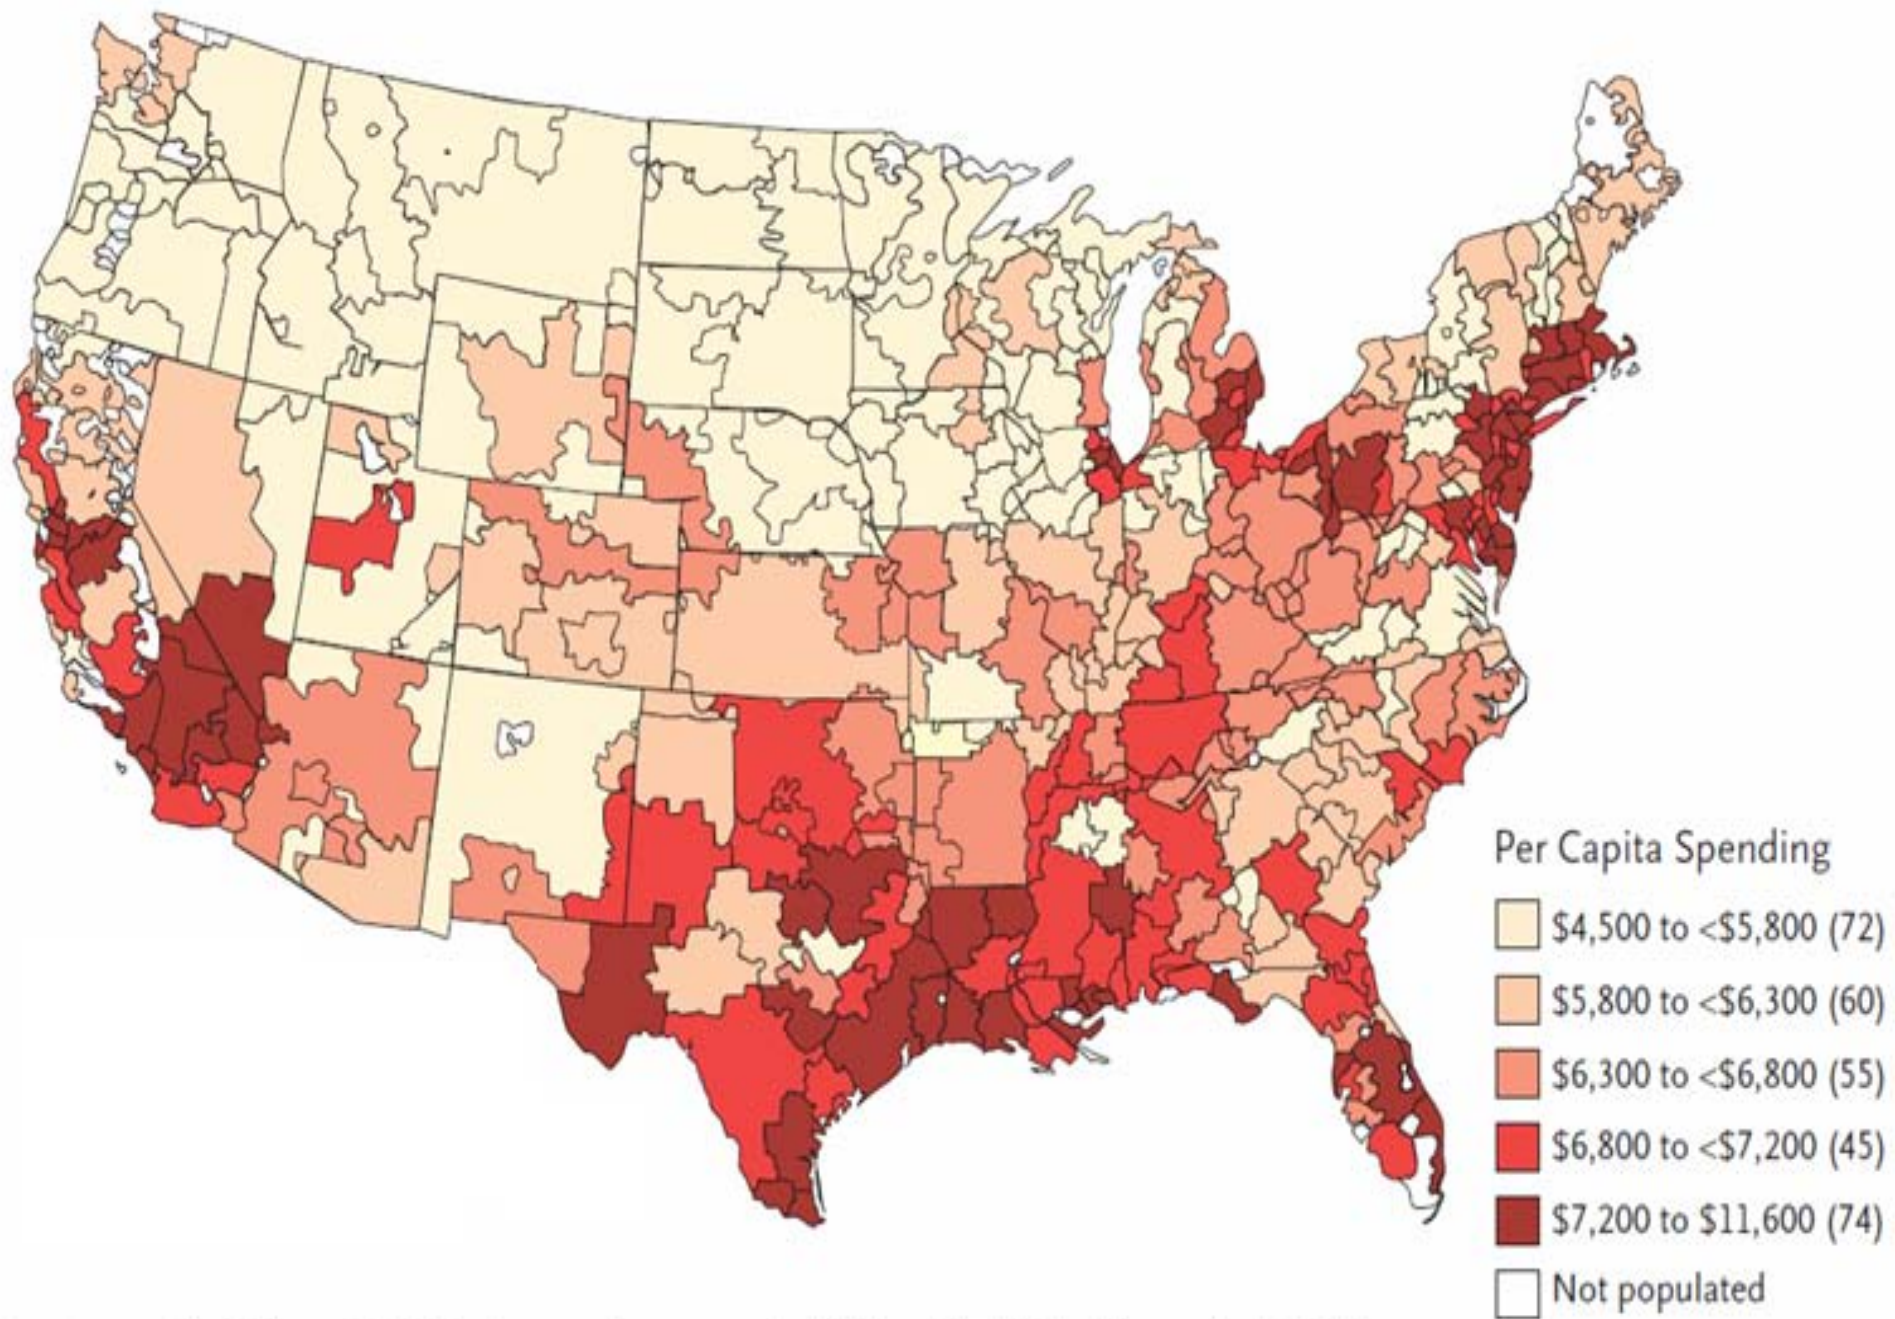 Per Capita Spending
$4,500 to <$5,800 (72)
$5,800 to <$6,300 (60)
$6,300 to <$6,800 (55)
$6,800 to <$7,200 (45)
$7,200 to $11,600 (74)
Not populated